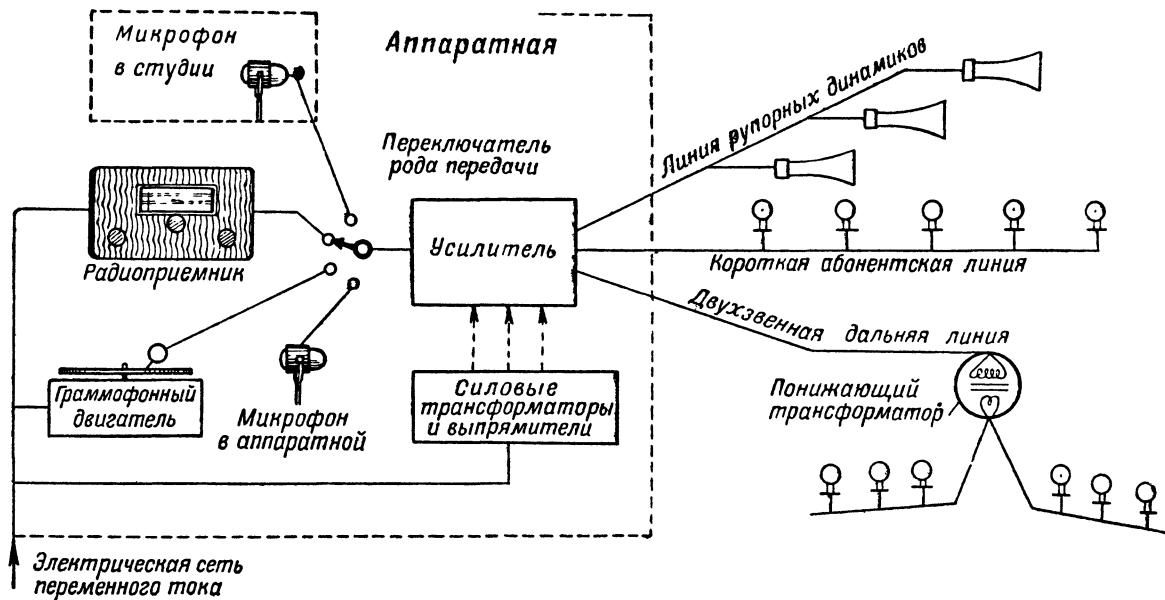 Микрофон
в студии
Аппаратная
Линия рупорных динамиков
Переключатель
рода передачи
Радиоприемник
Усилитель
Короткая абонентская линия
Двухзвенная дальняя линия
Граммофонный
двигатель
Микрофон
в аппаратной
Силовые
трансформаторы
и выпрямители
Понижающий
трансформатор
Электрическая сеть
переменного тока